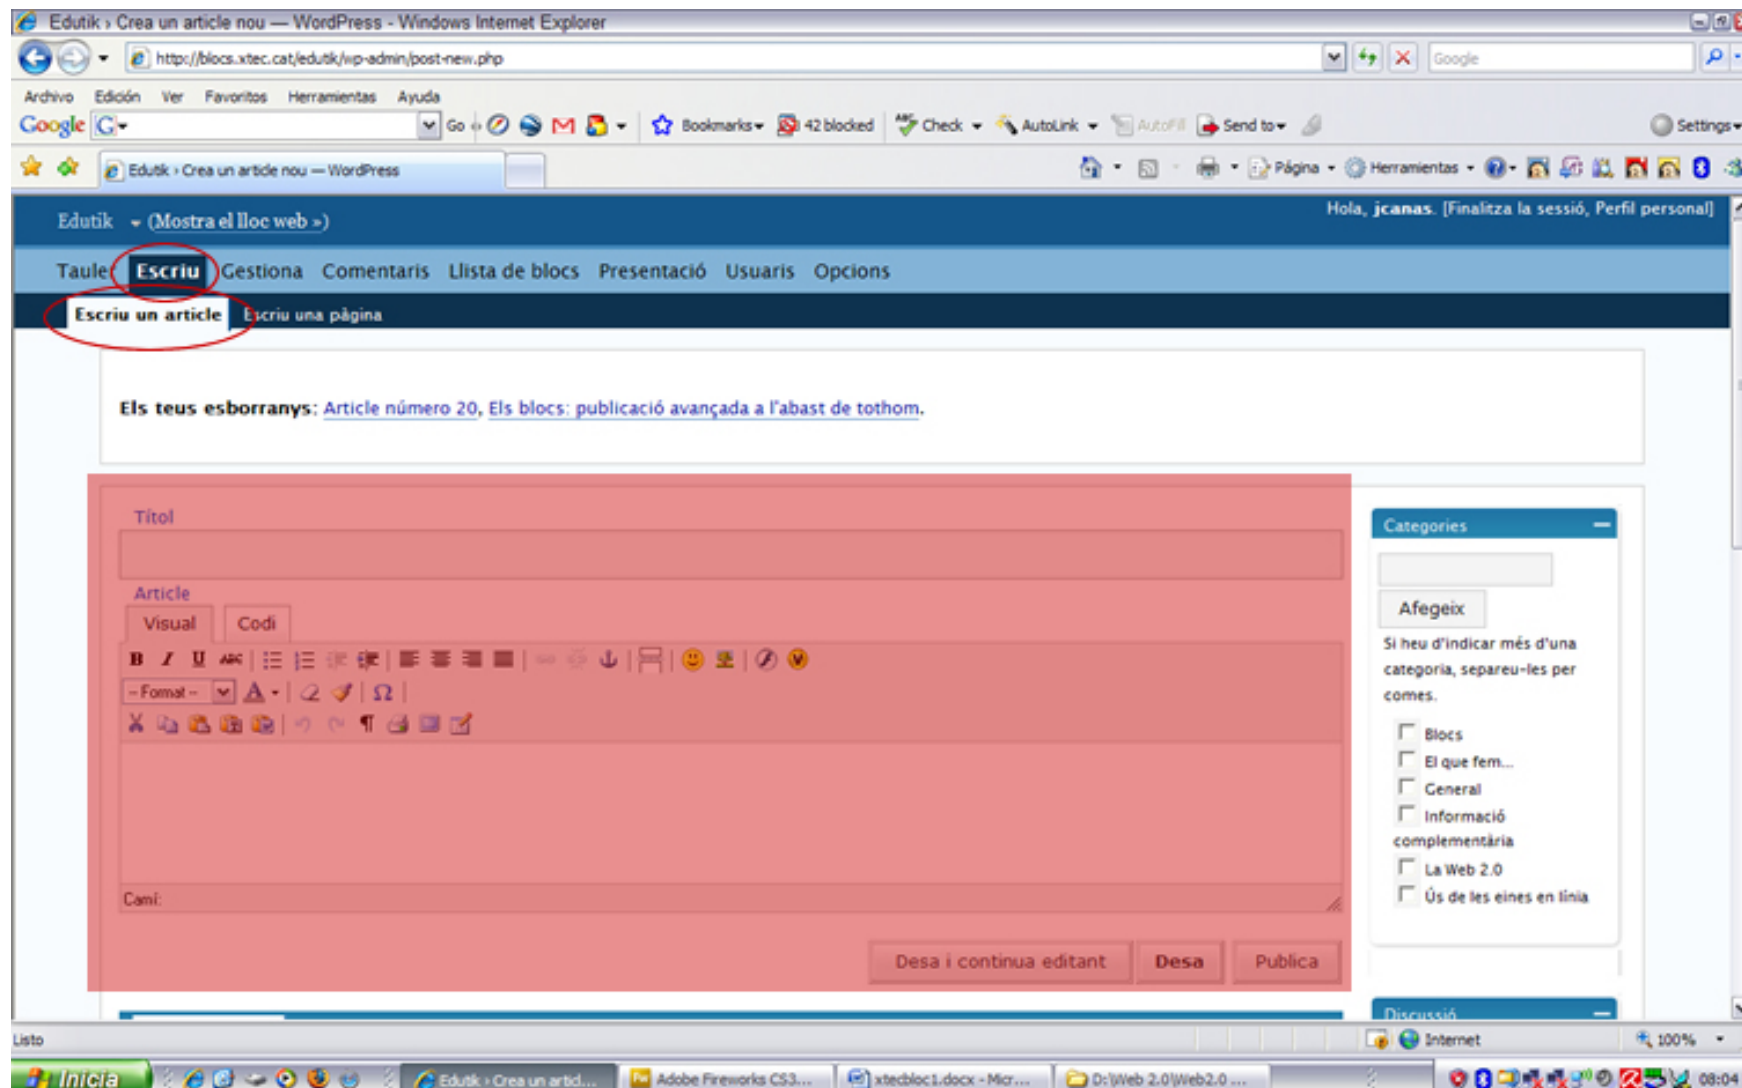 Edutik › Crea un article nou — WordPress - Windows Internet Explorer
http://blocs.xtec.cat/edutik/wp-admin/post-new.php
Google
Archivo Edición Ver Favoritos Herramientas Ayuda
Google G Go Bookmarks 42 blocked Check AutoLink AutoFill Send to Settings
Edutik › Crea un article nou — WordPress Página Herramientas
Edutik (Mostra el lloc web »)
Hola, jcanas. [Finalitza la sessió, Perfil personal]
Tauler Escriu Gestiona Comentaris Llista de blocs Presentació Usuaris Opcions
Escriu un article Escriu una pàgina
Els teus esborranys: Article número 20, Els blocs: publicació avançada a l'abast de tothom.
Títol
Article
Visual Codi
B I U ABC
-- Format -- A Ω
¶
Camí:
Desa i continua editant Desa Publica
Categories
Afegeix
Si heu d'indicar més d'una
categoria, separeu-les per
comes.
Blocs
El que fem...
General
Informació
complementària
La Web 2.0
Ús de les eines en línia
Discussió
Listo Internet 100%
Inicia Edutik › Crea un artid... Adobe Fireworks CS3... xtecbloc1.docx - Micr... D:\Web 2.0\Web2.0 ... 08:04